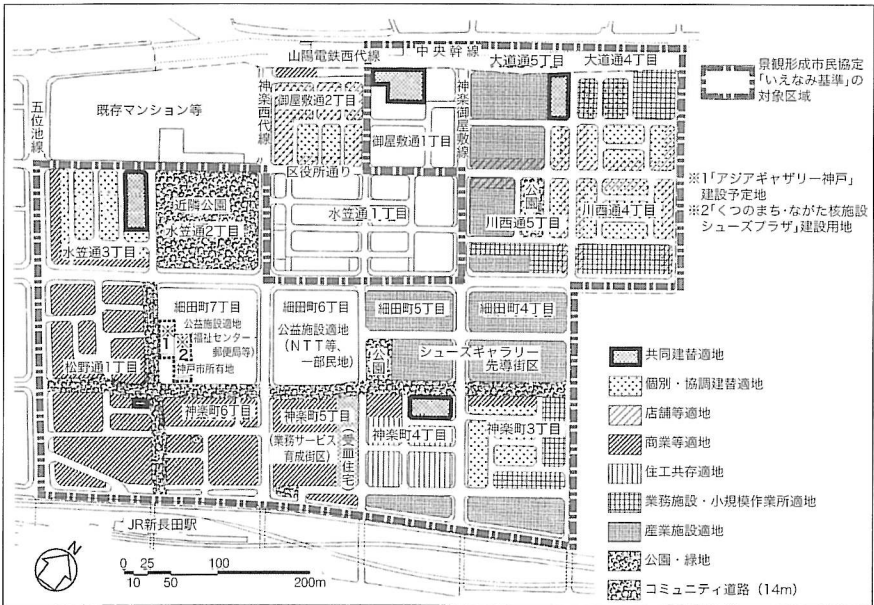 山陽電鉄西代線
中央幹線
大道通5丁目
大道通4丁目
景観形成市民協定
「いえなみ基準」の
対象区域
五位池線
既存マンション等
神楽西代線
御屋敷通2丁目
神楽御屋敷線
御屋敷通1丁目
区役所通り
近隣公園
水笠通2丁目
水笠通1丁目
水笠通3丁目
公園
川西通5丁目
川西通4丁目
※1「アジアギャザリー神戸」
建設予定地
※2「くつのまち・ながた核施設
シューズプラザ」建設用地
細田町7丁目
公益施設適地
(福祉センター
郵便局等)
1
2
神戸市所有地
細田町6丁目
公益施設適地
(NTT等、
一部民地)
細田町5丁目
細田町4丁目
公園
シューズギャラリー
先導街区
松野通1丁目
神楽町6丁目
神楽町5丁目
(業務サービス
育成街区)
(受皿住宅)
神楽町4丁目
神楽町3丁目
共同建替適地
個別・協調建替適地
店舗等適地
商業等適地
住工共存適地
業務施設・小規模作業所適地
産業施設適地
公園・緑地
コミュニティ道路(14m)
JR新長田駅
N
0 25 100
10 50 200m